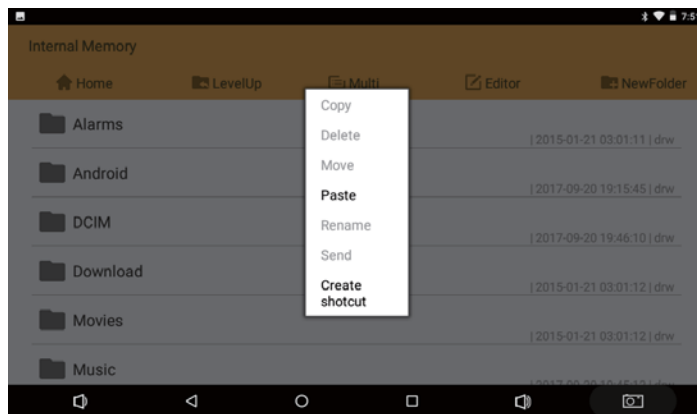 7:51
Internal Memory
Home LevelUp Multi Editor NewFolder
Copy
Delete
Move
Paste
Rename
Send
Create
shotcut
Alarms
| 2015-01-21 03:01:11 | drw
Android
| 2017-09-20 19:15:45 | drw
DCIM
| 2017-09-20 19:46:10 | drw
Download
| 2015-01-21 03:01:12 | drw
Movies
| 2015-01-21 03:01:12 | drw
Music